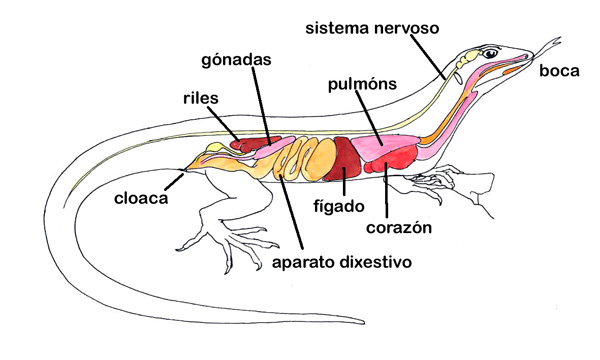 sistema nervoso
gónadas
boca
pulmóns
riles
cloaca
fígado
corazón
aparato dixestivo